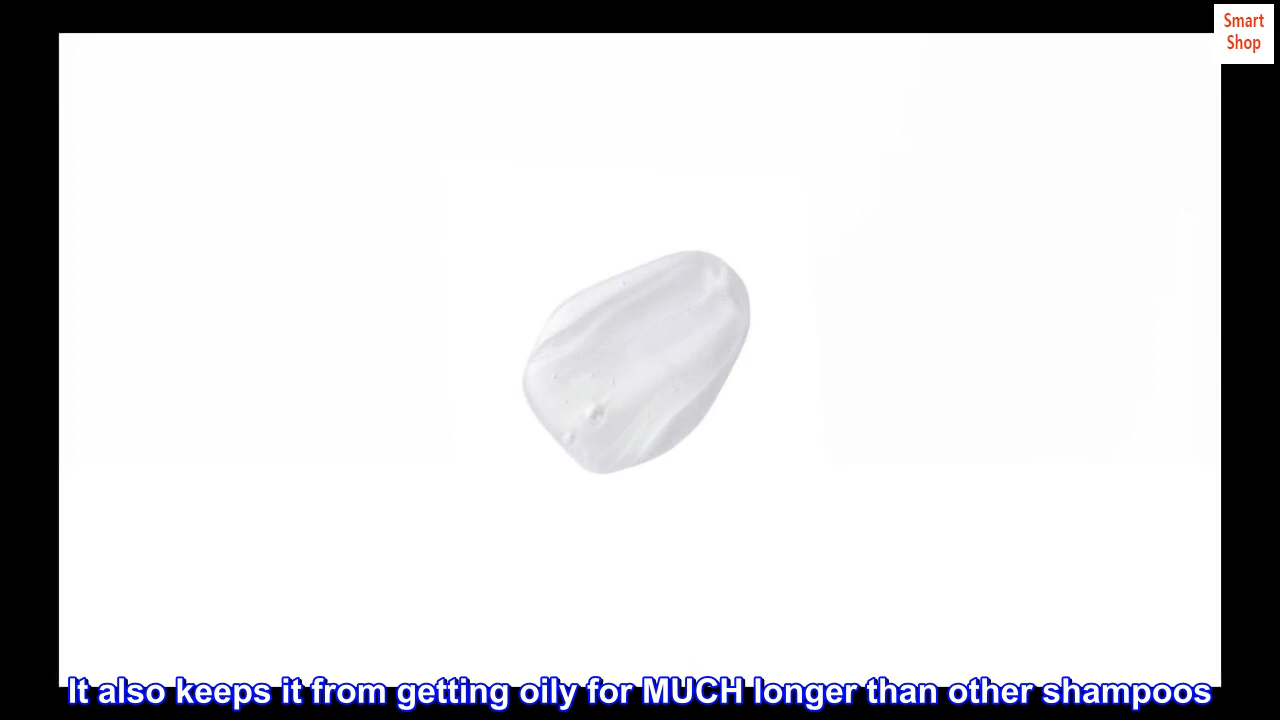 Smart
Shop
It also keeps it from getting oily for MUCH longer than other shampoos